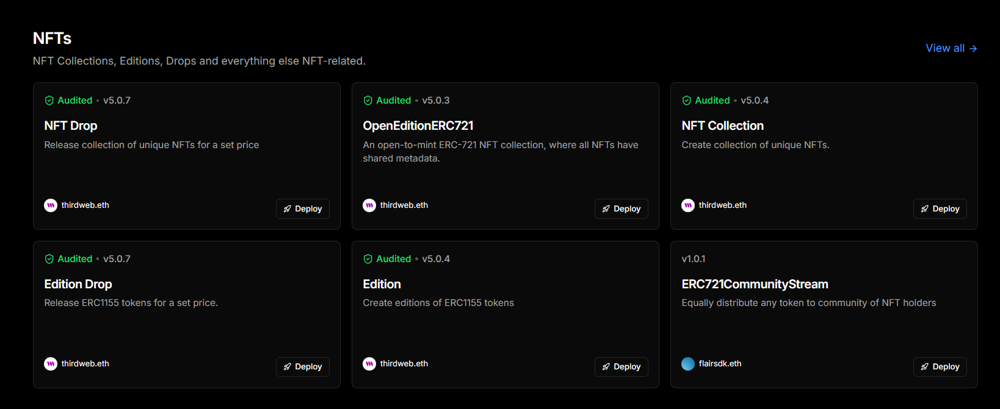 NFTs
NFT Collections, Editions, Drops and everything else NFT-related.
View all →
Audited • v5.0.7
NFT Drop
Release collection of unique NFTs for a set price
thirdweb.eth
Deploy
Audited • v5.0.3
OpenEditionERC721
An open-to-mint ERC-721 NFT collection, where all NFTs have
shared metadata.
thirdweb.eth
Deploy
Audited • v5.0.4
NFT Collection
Create collection of unique NFTs.
thirdweb.eth
Deploy
Audited • v5.0.7
Edition Drop
Release ERC1155 tokens for a set price.
thirdweb.eth
Deploy
Audited • v5.0.4
Edition
Create editions of ERC1155 tokens
thirdweb.eth
Deploy
v1.0.1
ERC721CommunityStream
Equally distribute any token to community of NFT holders
flairsdk.eth
Deploy